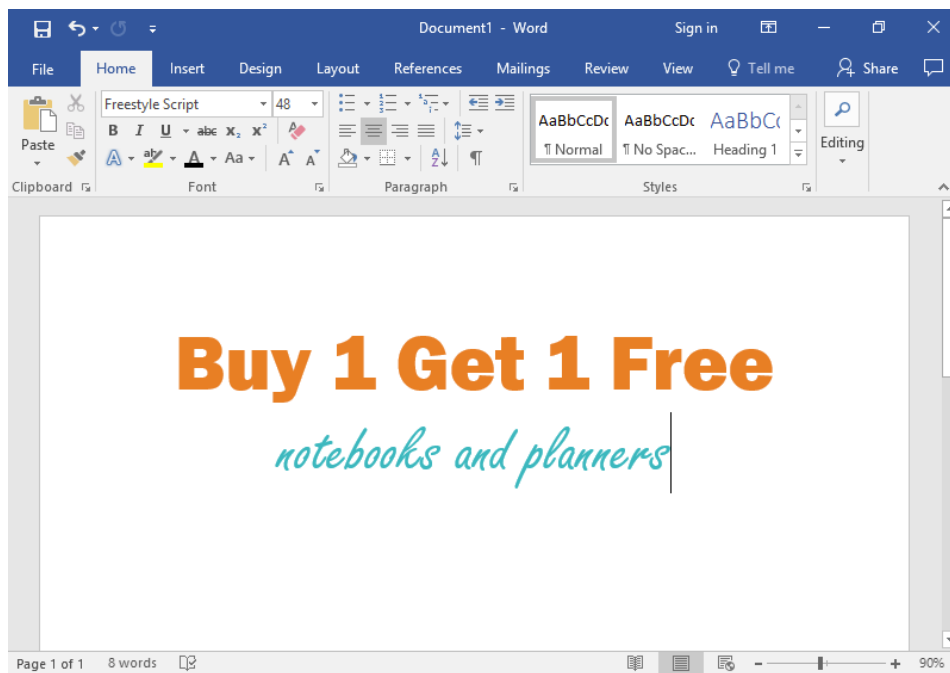 Document1 - Word
Sign in
File
Home
Insert
Design
Layout
References
Mailings
Review
View
Tell me
Share
Paste
Freestyle Script
48
B I U abc X₂ X²
A aby A Aa A A
A Z
AaBbCcDc
¶ Normal
AaBbCcDc
¶ No Spac...
AaBbC
Heading 1
Editing
Clipboard
Font
Paragraph
Styles
Buy 1 Get 1 Free
notebooks and planners
Page 1 of 1
8 words
90%